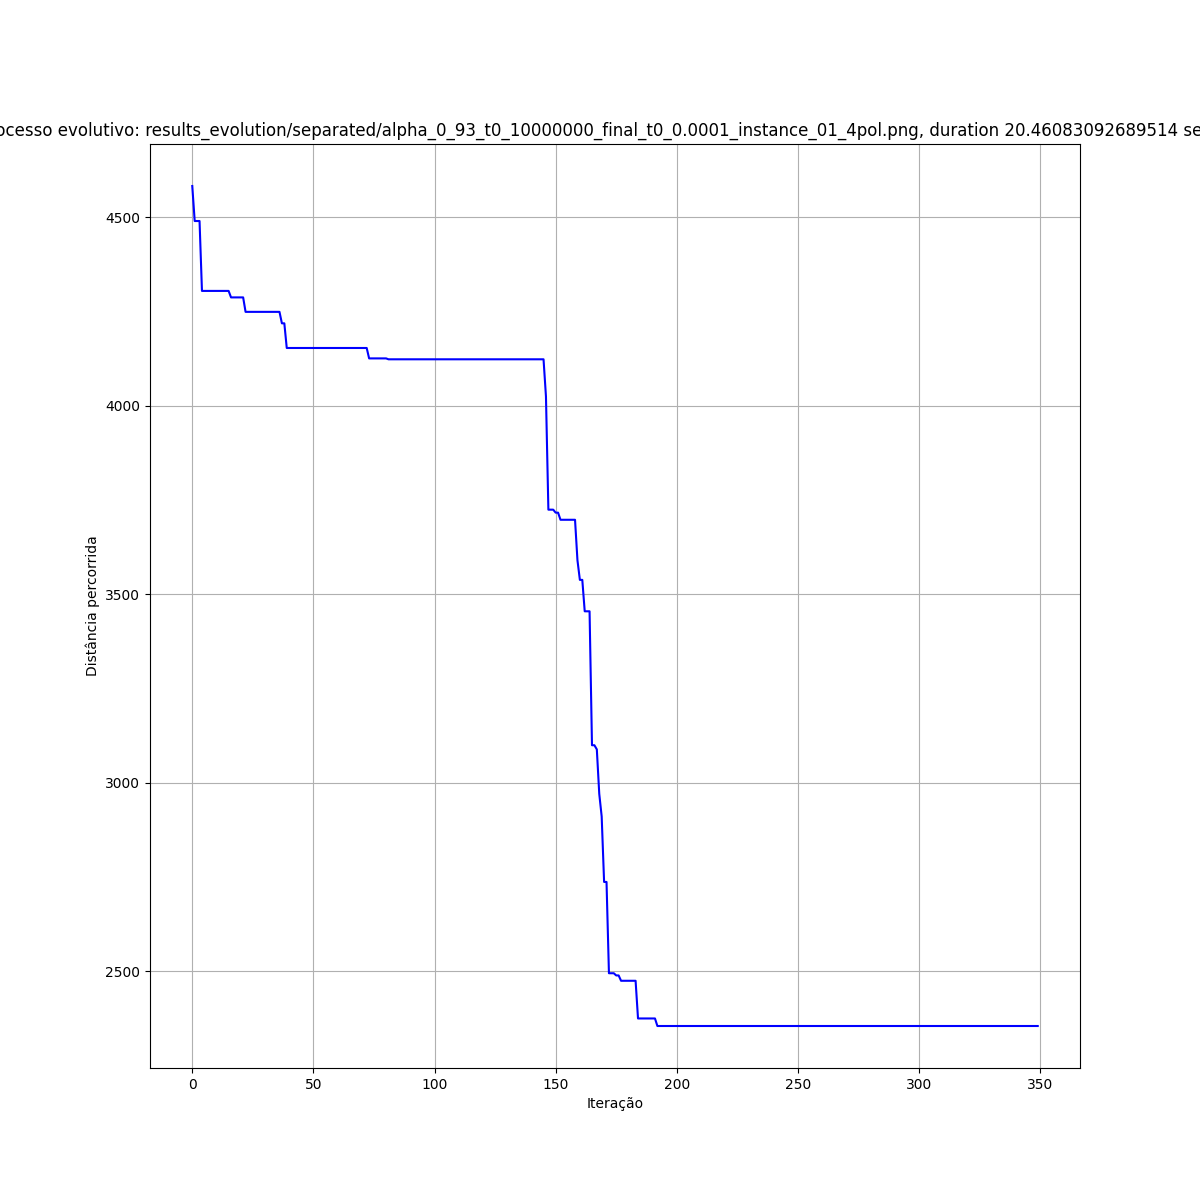 ocesso evolutivo: results_evolution/separated/alpha_0_93_t0_10000000_final_t0_0.0001_instance_01_4pol.png, duration 20.46083092689514 se
4500
4000
3500
3000
2500
Distância percorrida
0 50 100 150 200 250 300 350
Iteração